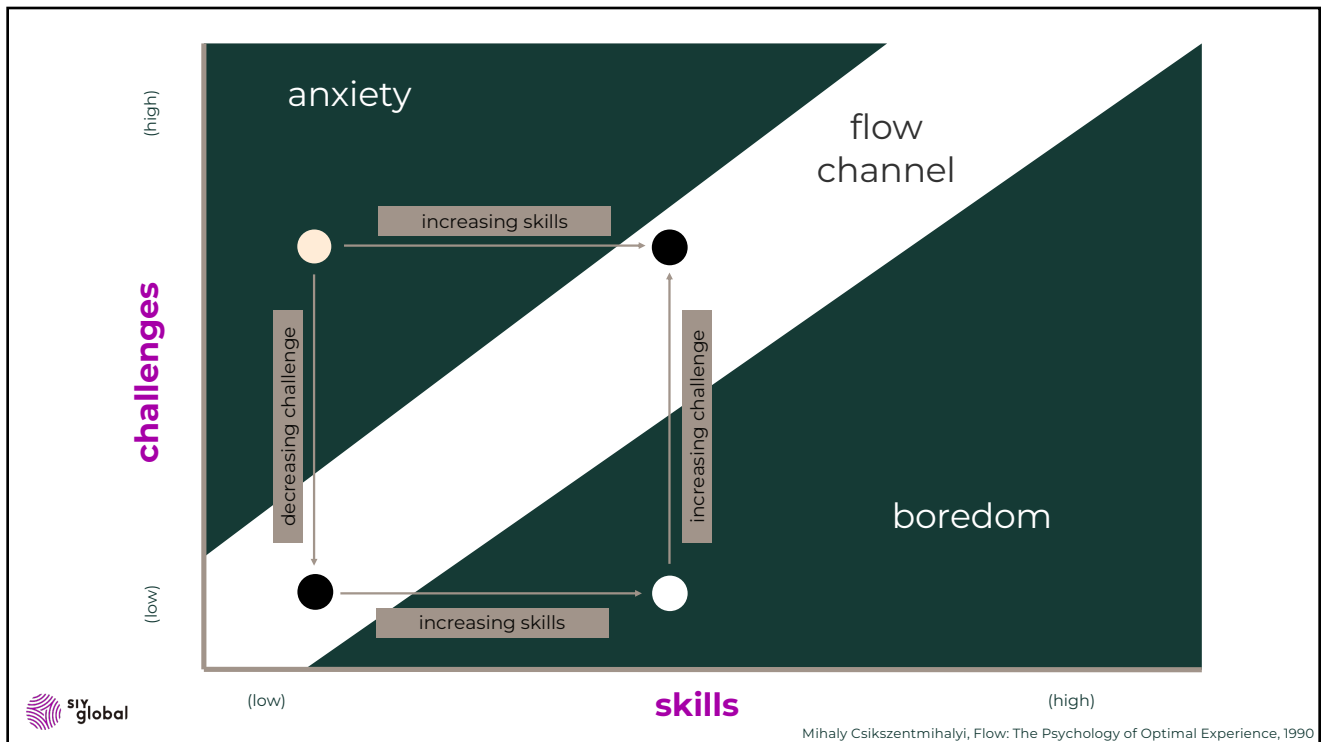 anxiety
(high)
flow
channel
increasing skills
challenges
decreasing challenge
increasing challenge
boredom
(low)
increasing skills
(low)
skills
(high)
SIY
global
Mihaly Csikszentmihalyi, Flow: The Psychology of Optimal Experience, 1990